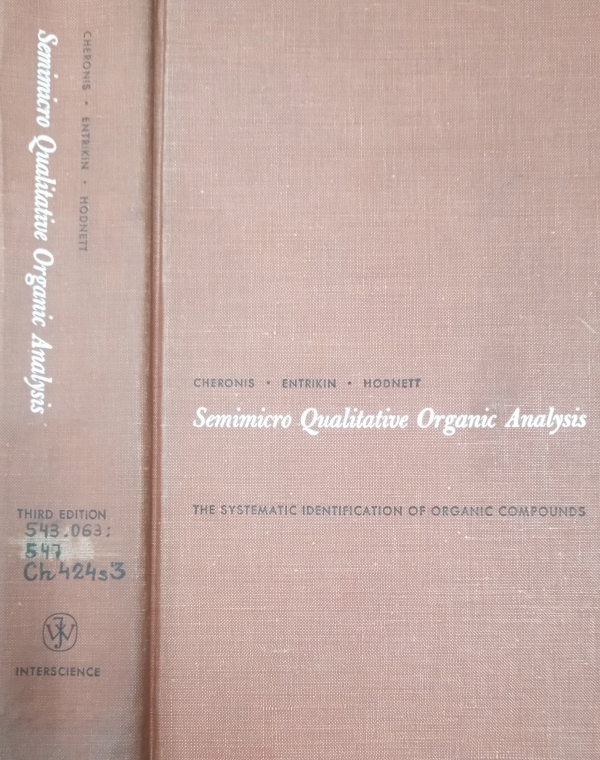 CHERONIS • ENTRIKIN • HODNETT
Semimicro Qualitative Organic Analysis
THIRD EDITION
543.063:
547
Ch424s3
INTERSCIENCE
CHERONIS • ENTRIKIN • HODNETT
Semimicro Qualitative Organic Analysis
THE SYSTEMATIC IDENTIFICATION OF ORGANIC COMPOUNDS